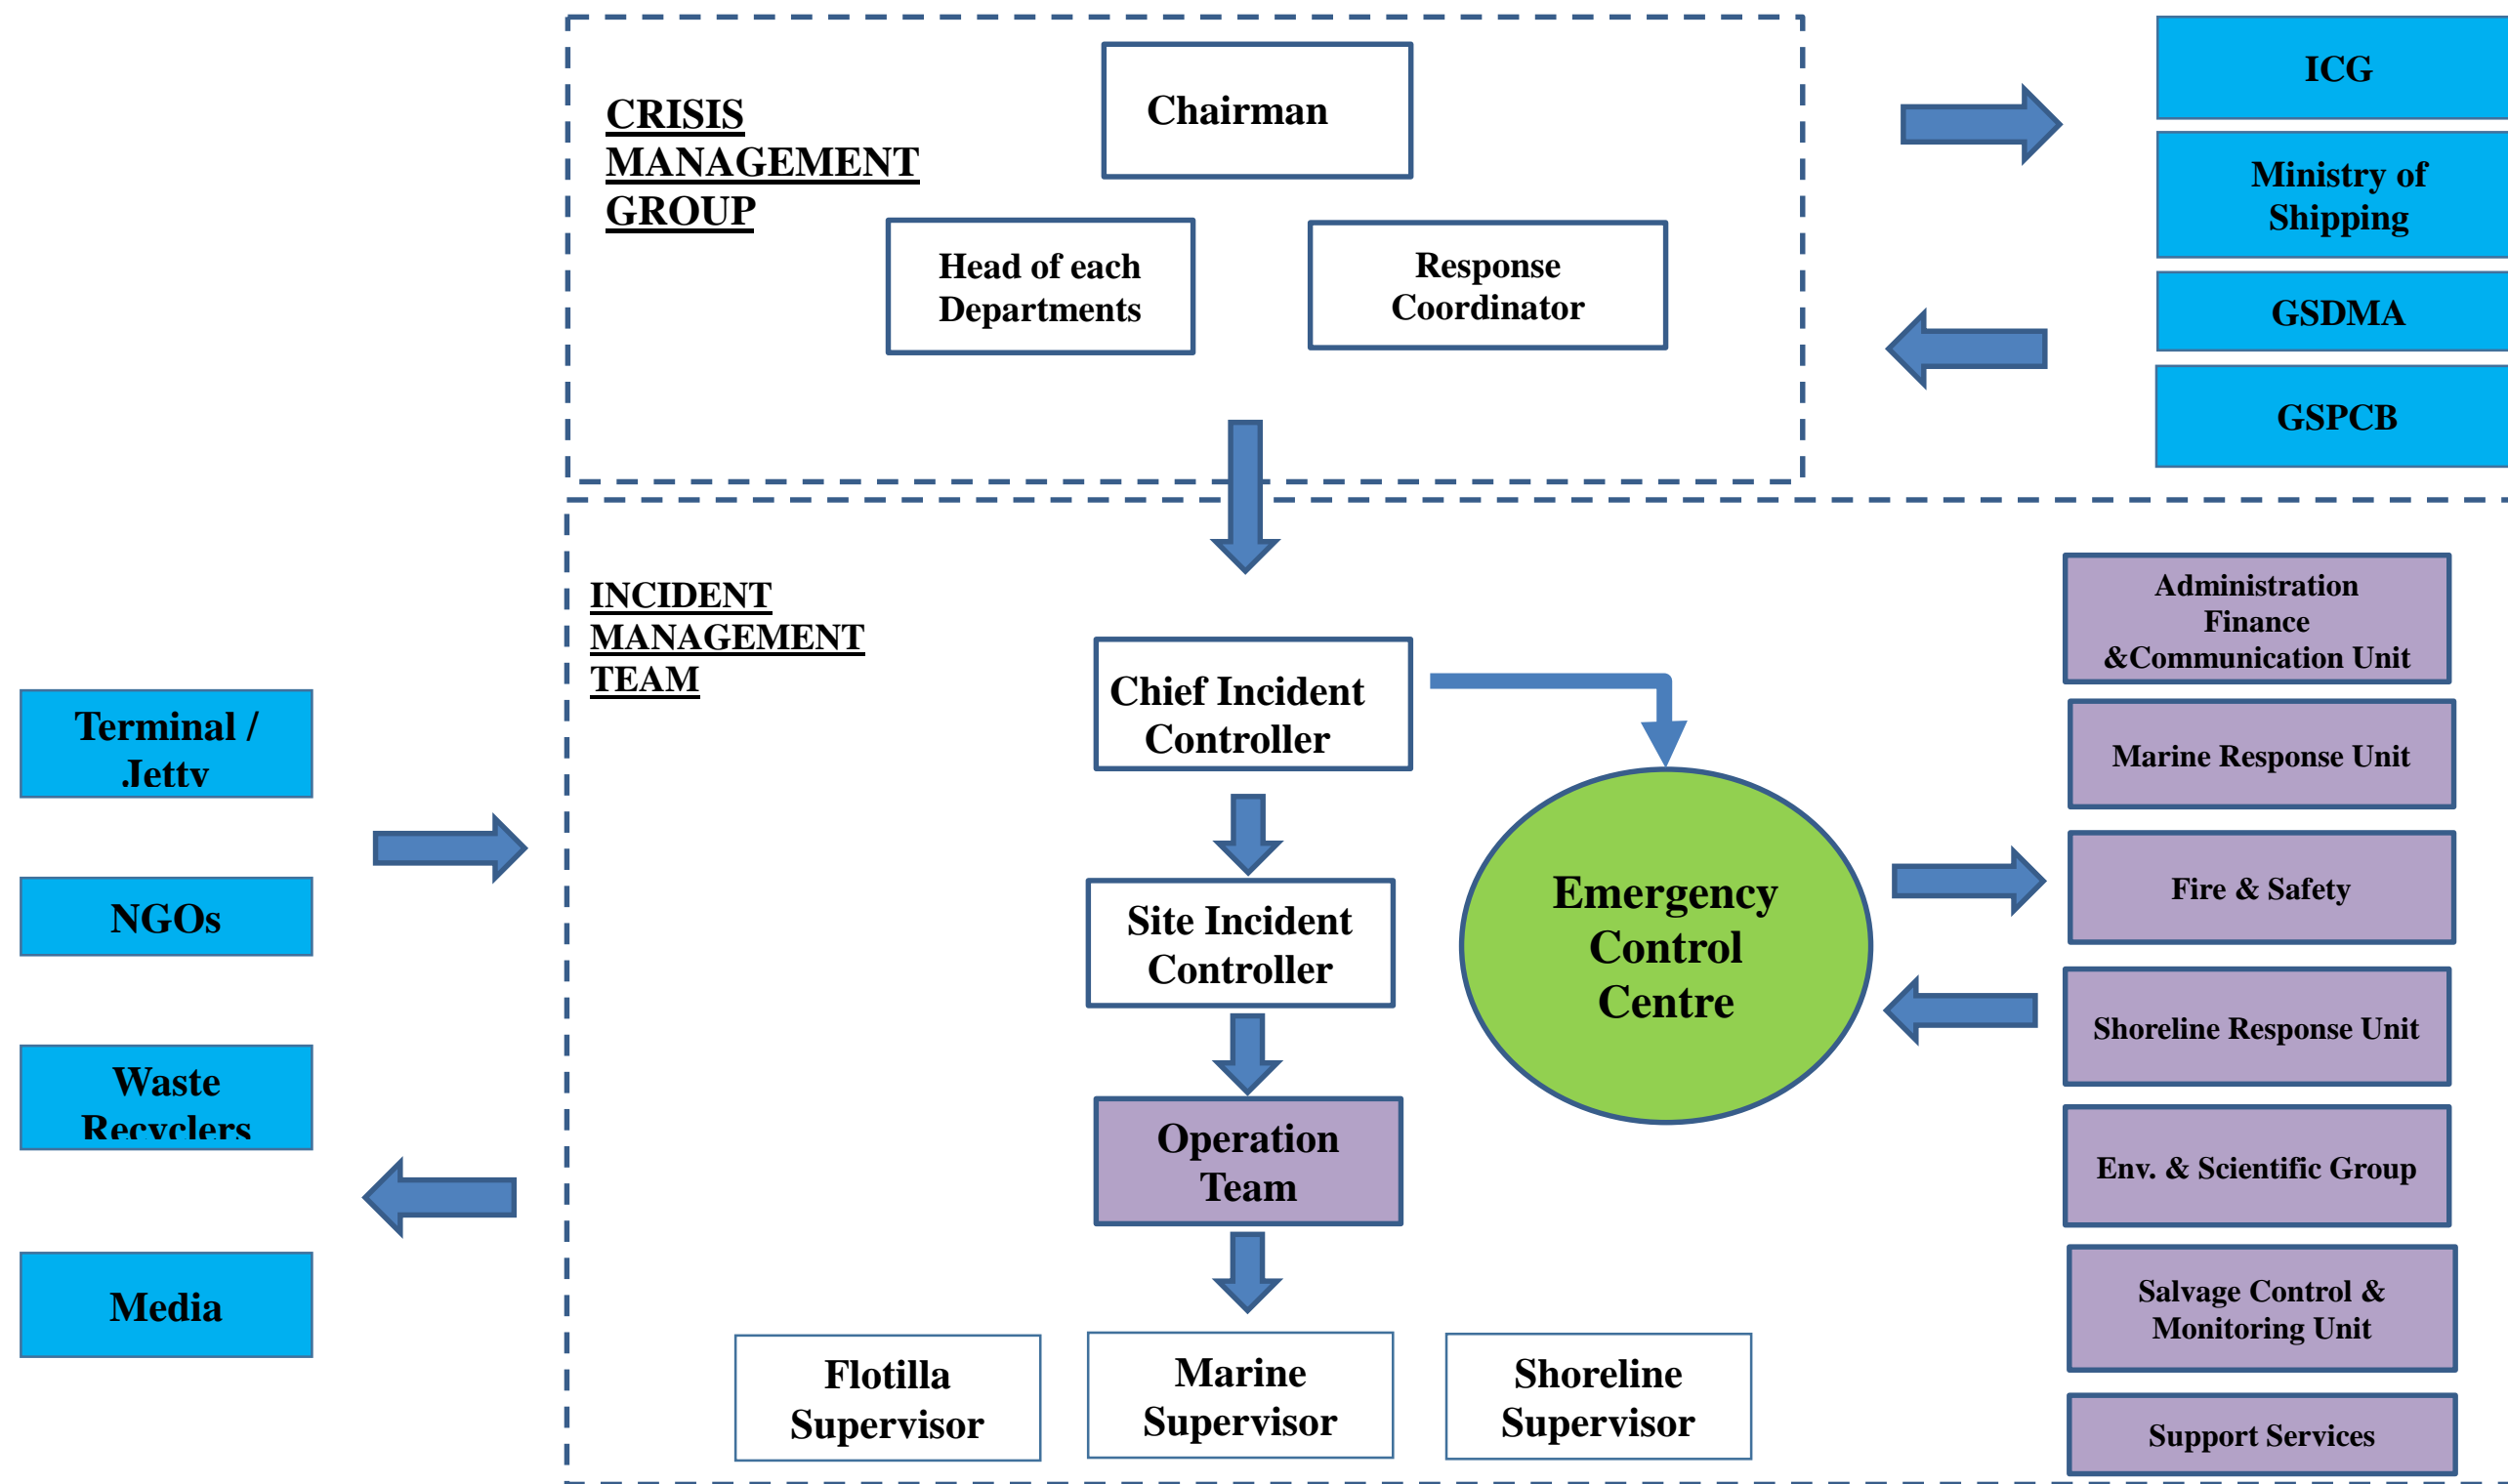 CRISIS
MANAGEMENT
GROUP
Chairman
Head of each
Departments
Response
Coordinator
ICG
Ministry of
Shipping
GSDMA
GSPCB
INCIDENT
MANAGEMENT
TEAM
Chief Incident
Controller
Site Incident
Controller
Operation
Team
Flotilla
Supervisor
Marine
Supervisor
Shoreline
Supervisor
Emergency
Control
Centre
Administration
Finance
&Communication Unit
Marine Response Unit
Fire & Safety
Shoreline Response Unit
Env. & Scientific Group
Salvage Control &
Monitoring Unit
Support Services
Terminal /
Jetty
NGOs
Waste
Recyclers
Media